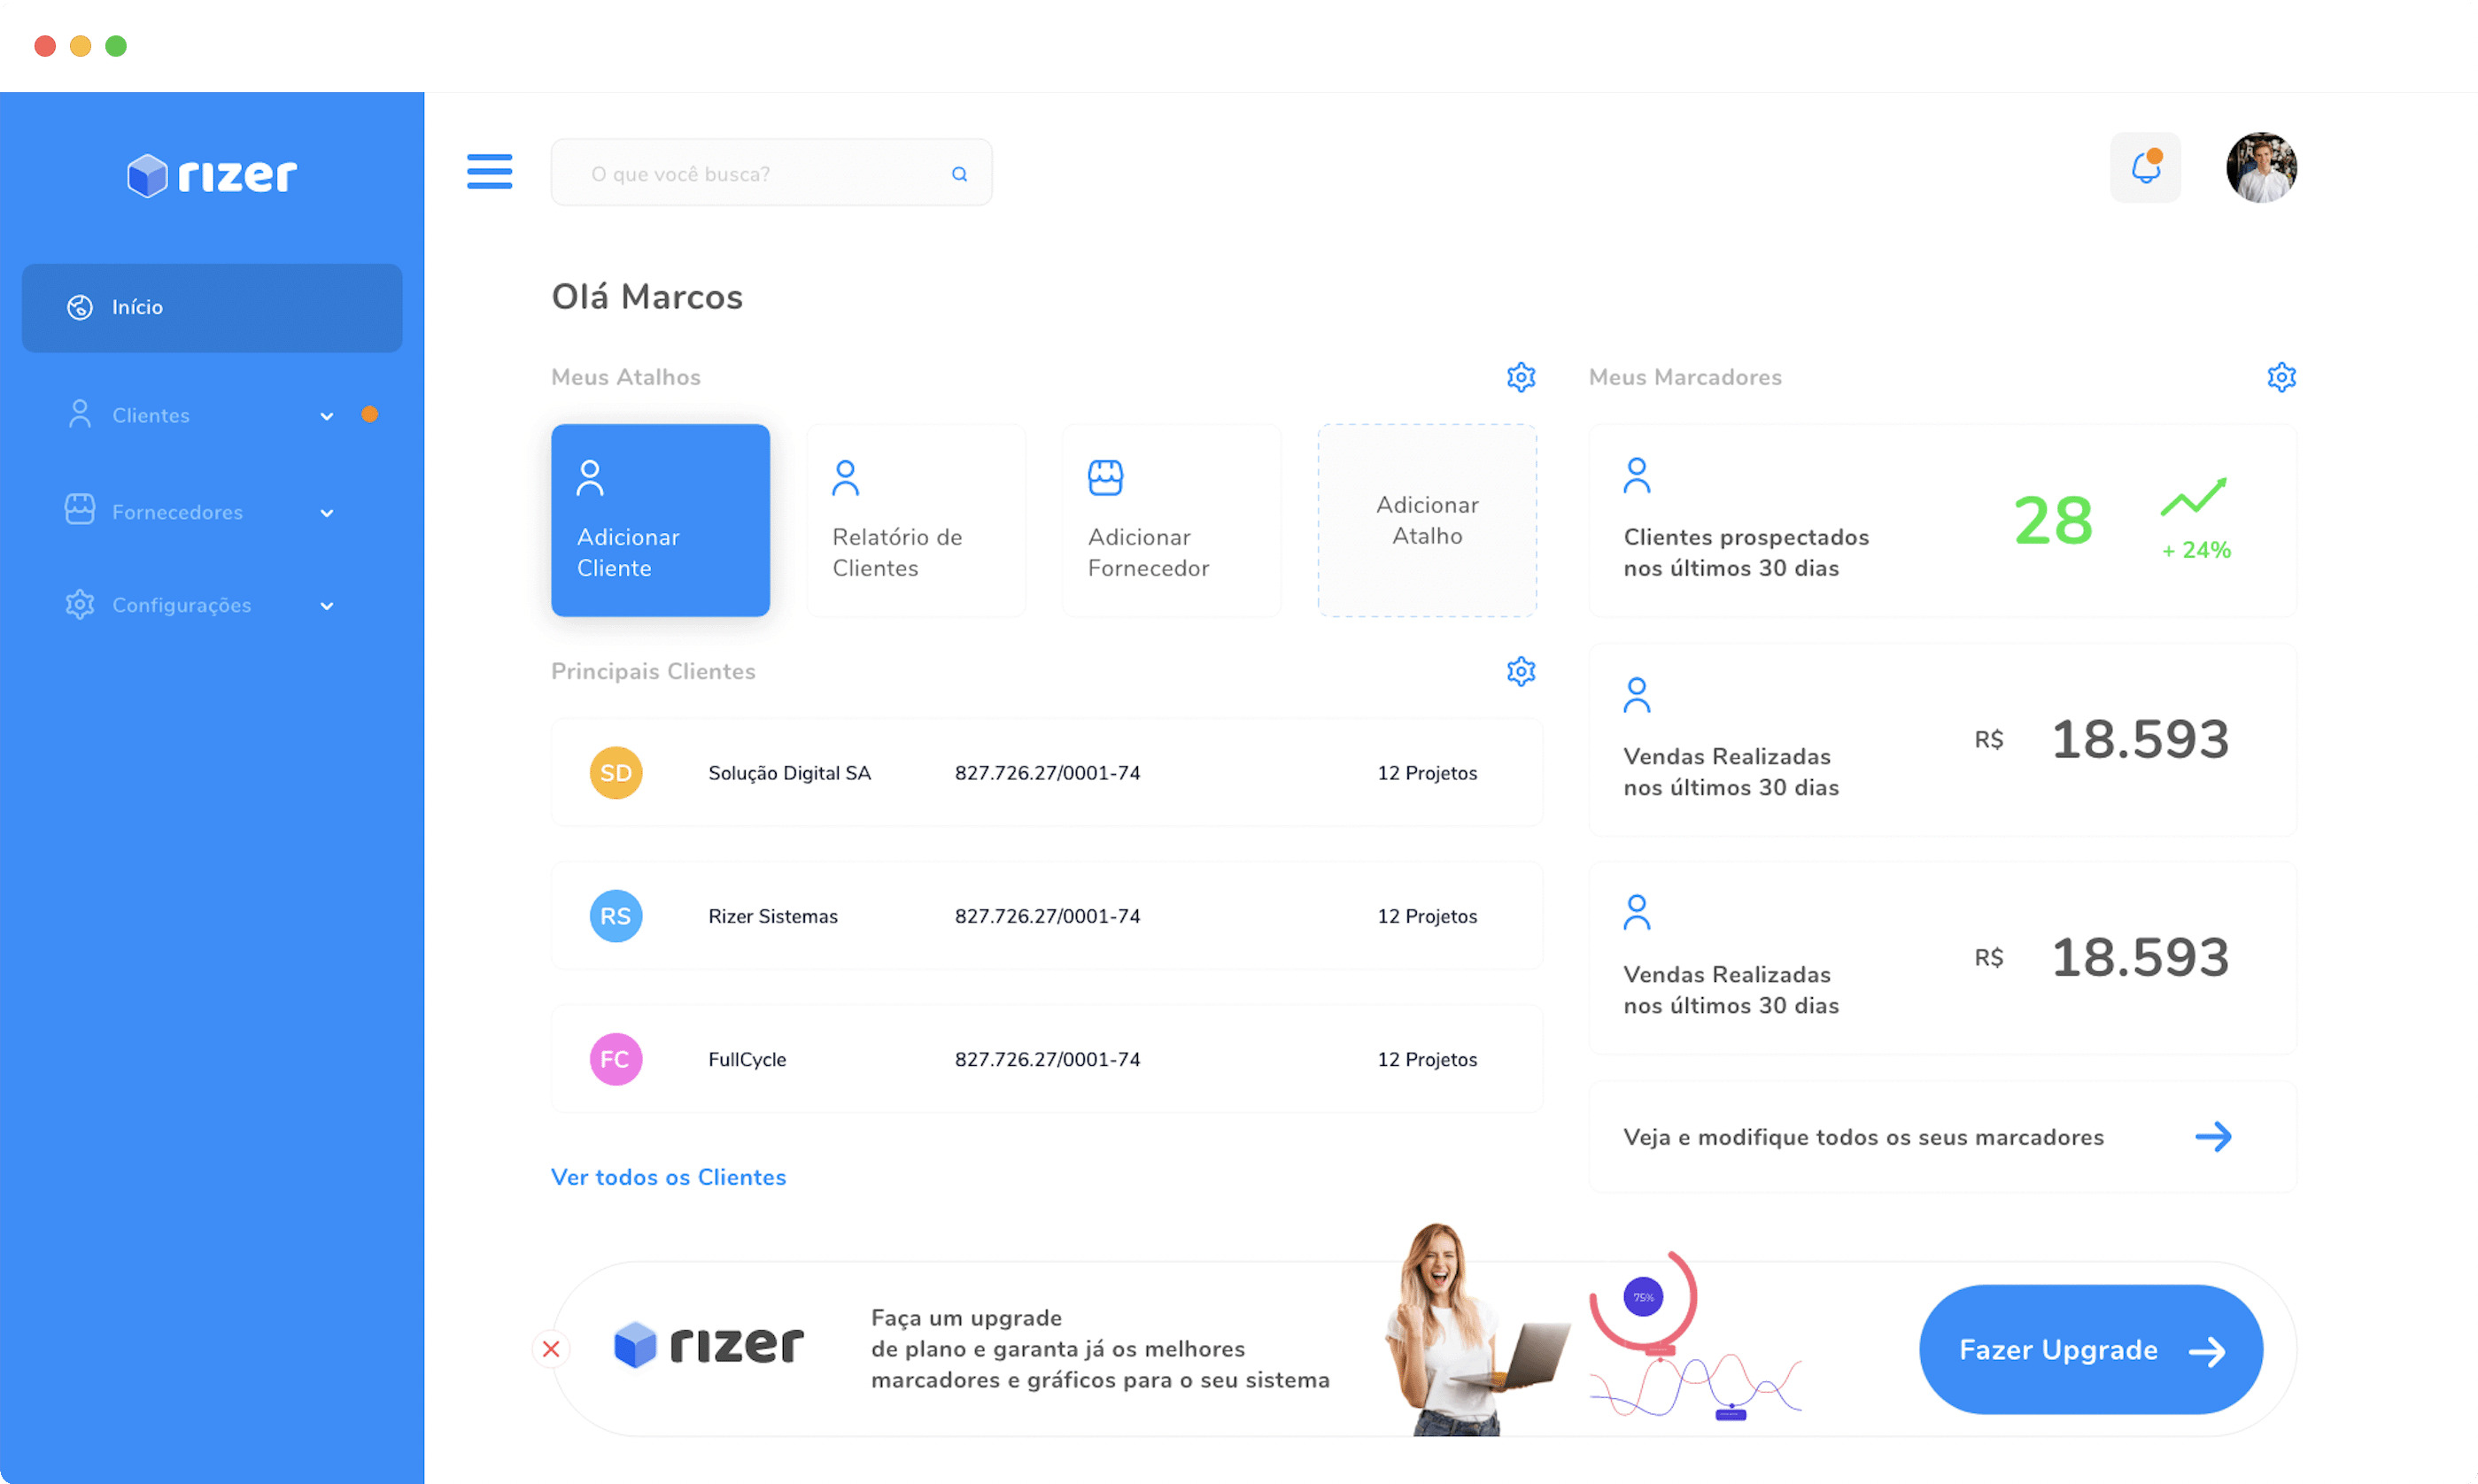 rizer
O que você busca?
Início
Clientes
Fornecedores
Configurações
Olá Marcos
Meus Atalhos
Adicionar
Cliente
Relatório de
Clientes
Adicionar
Fornecedor
Adicionar
Atalho
Principais Clientes
SD Solução Digital SA 827.726.27/0001-74 12 Projetos
RS Rizer Sistemas 827.726.27/0001-74 12 Projetos
FC FullCycle 827.726.27/0001-74 12 Projetos
Ver todos os Clientes
Meus Marcadores
Clientes prospectados
nos últimos 30 dias
28
+ 24%
Vendas Realizadas
nos últimos 30 dias
R$ 18.593
Vendas Realizadas
nos últimos 30 dias
R$ 18.593
Veja e modifique todos os seus marcadores
rizer
Faça um upgrade
de plano e garanta já os melhores
marcadores e gráficos para o seu sistema
75%
Fazer Upgrade